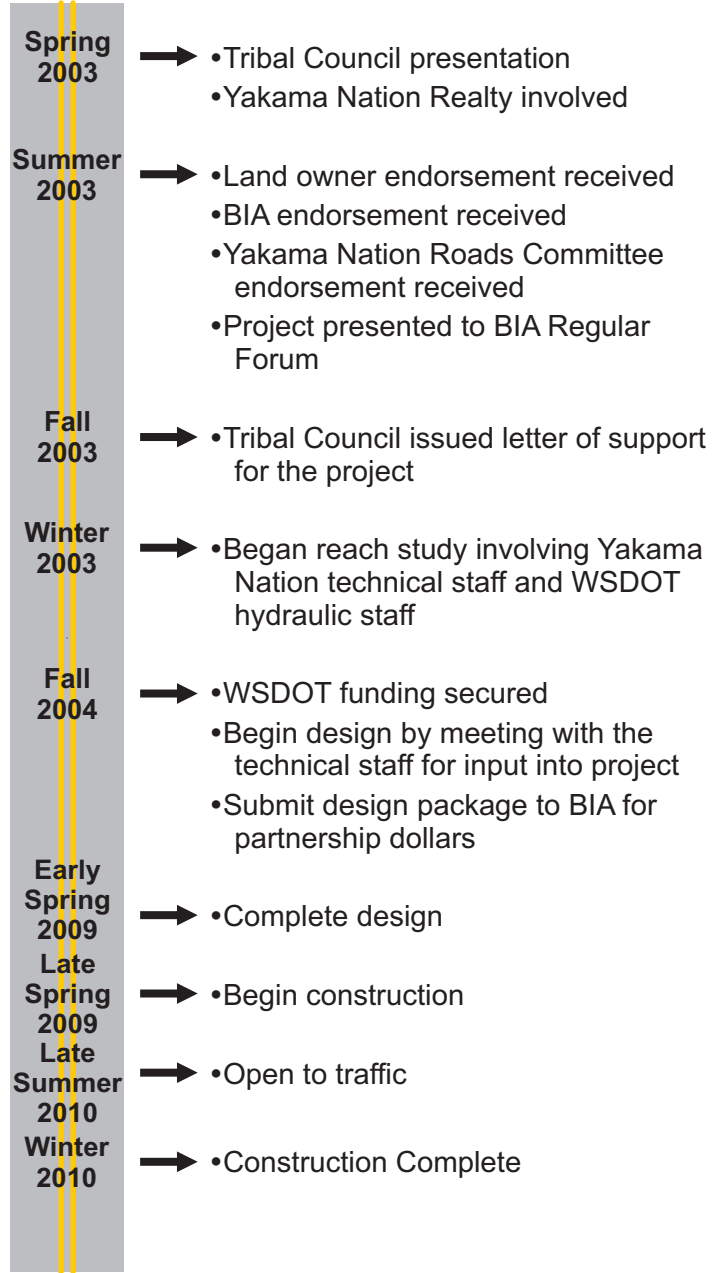 Spring
2003
•Tribal Council presentation
•Yakama Nation Realty involved
Summer
2003
•Land owner endorsement received
•BIA endorsement received
•Yakama Nation Roads Committee
endorsement received
•Project presented to BIA Regular
Forum
Fall
2003
•Tribal Council issued letter of support
for the project
Winter
2003
•Began reach study involving Yakama
Nation technical staff and WSDOT
hydraulic staff
Fall
2004
•WSDOT funding secured
•Begin design by meeting with the
technical staff for input into project
•Submit design package to BIA for
partnership dollars
Early
Spring
2009
•Complete design
Late
Spring
2009
•Begin construction
Late
Summer
2010
•Open to traffic
Winter
2010
•Construction Complete